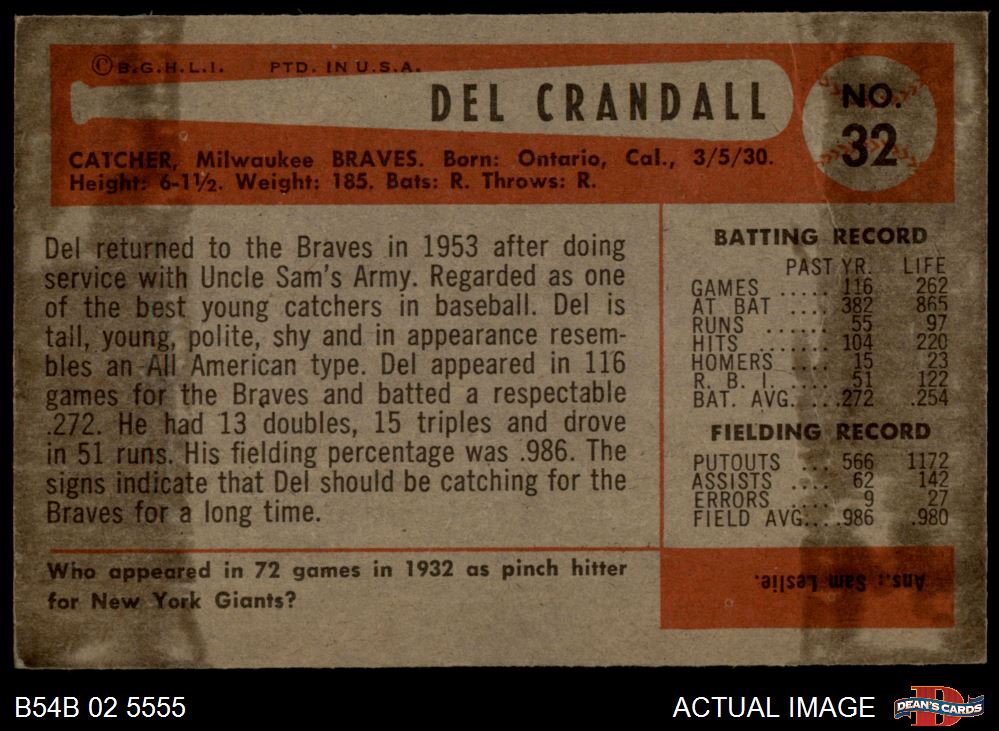 ©B.G.H.L.I. PTD. IN U.S.A.
DEL CRANDALL
NO.
32
CATCHER, Milwaukee BRAVES. Born: Ontario, Cal., 3/5/30.
Height: 6-1½. Weight: 185. Bats: R. Throws: R.
Del returned to the Braves in 1953 after doing
service with Uncle Sam's Army. Regarded as one
of the best young catchers in baseball. Del is
tall, young, polite, shy and in appearance resem-
bles an All American type. Del appeared in 116
games for the Braves and batted a respectable
.272. He had 13 doubles, 15 triples and drove
in 51 runs. His fielding percentage was .986. The
signs indicate that Del should be catching for the
Braves for a long time.
Who appeared in 72 games in 1932 as pinch hitter
for New York Giants?
BATTING RECORD
PAST YR. LIFE
GAMES ..... 116 262
AT BAT .... 382 865
RUNS ...... 55 97
HITS ....... 104 220
HOMERS .... 15 23
R. B. I. .... 51 122
BAT. AVG. ...272 .254
FIELDING RECORD
PUTOUTS ... 566 1172
ASSISTS .... 62 142
ERRORS .... 9 27
FIELD AVG....986 .980
Ans.: Sam Leslie.
B54B 02 5555
ACTUAL IMAGE
DEAN'S CARDS